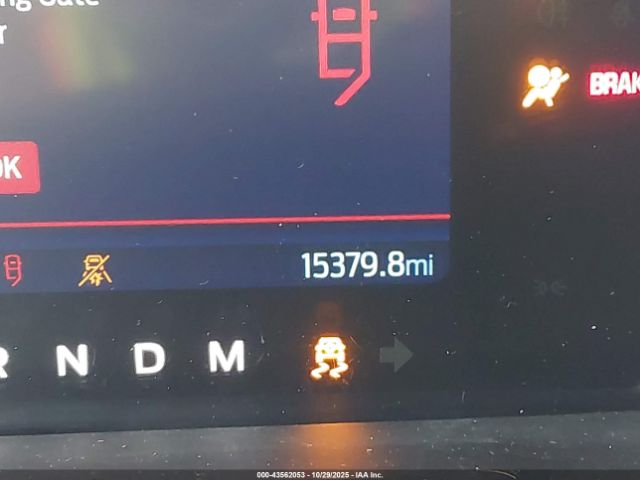 r
BRAK
OK
15379.8mi
R N D M
000-43562053 - 10/29/2025 - IAA Inc.